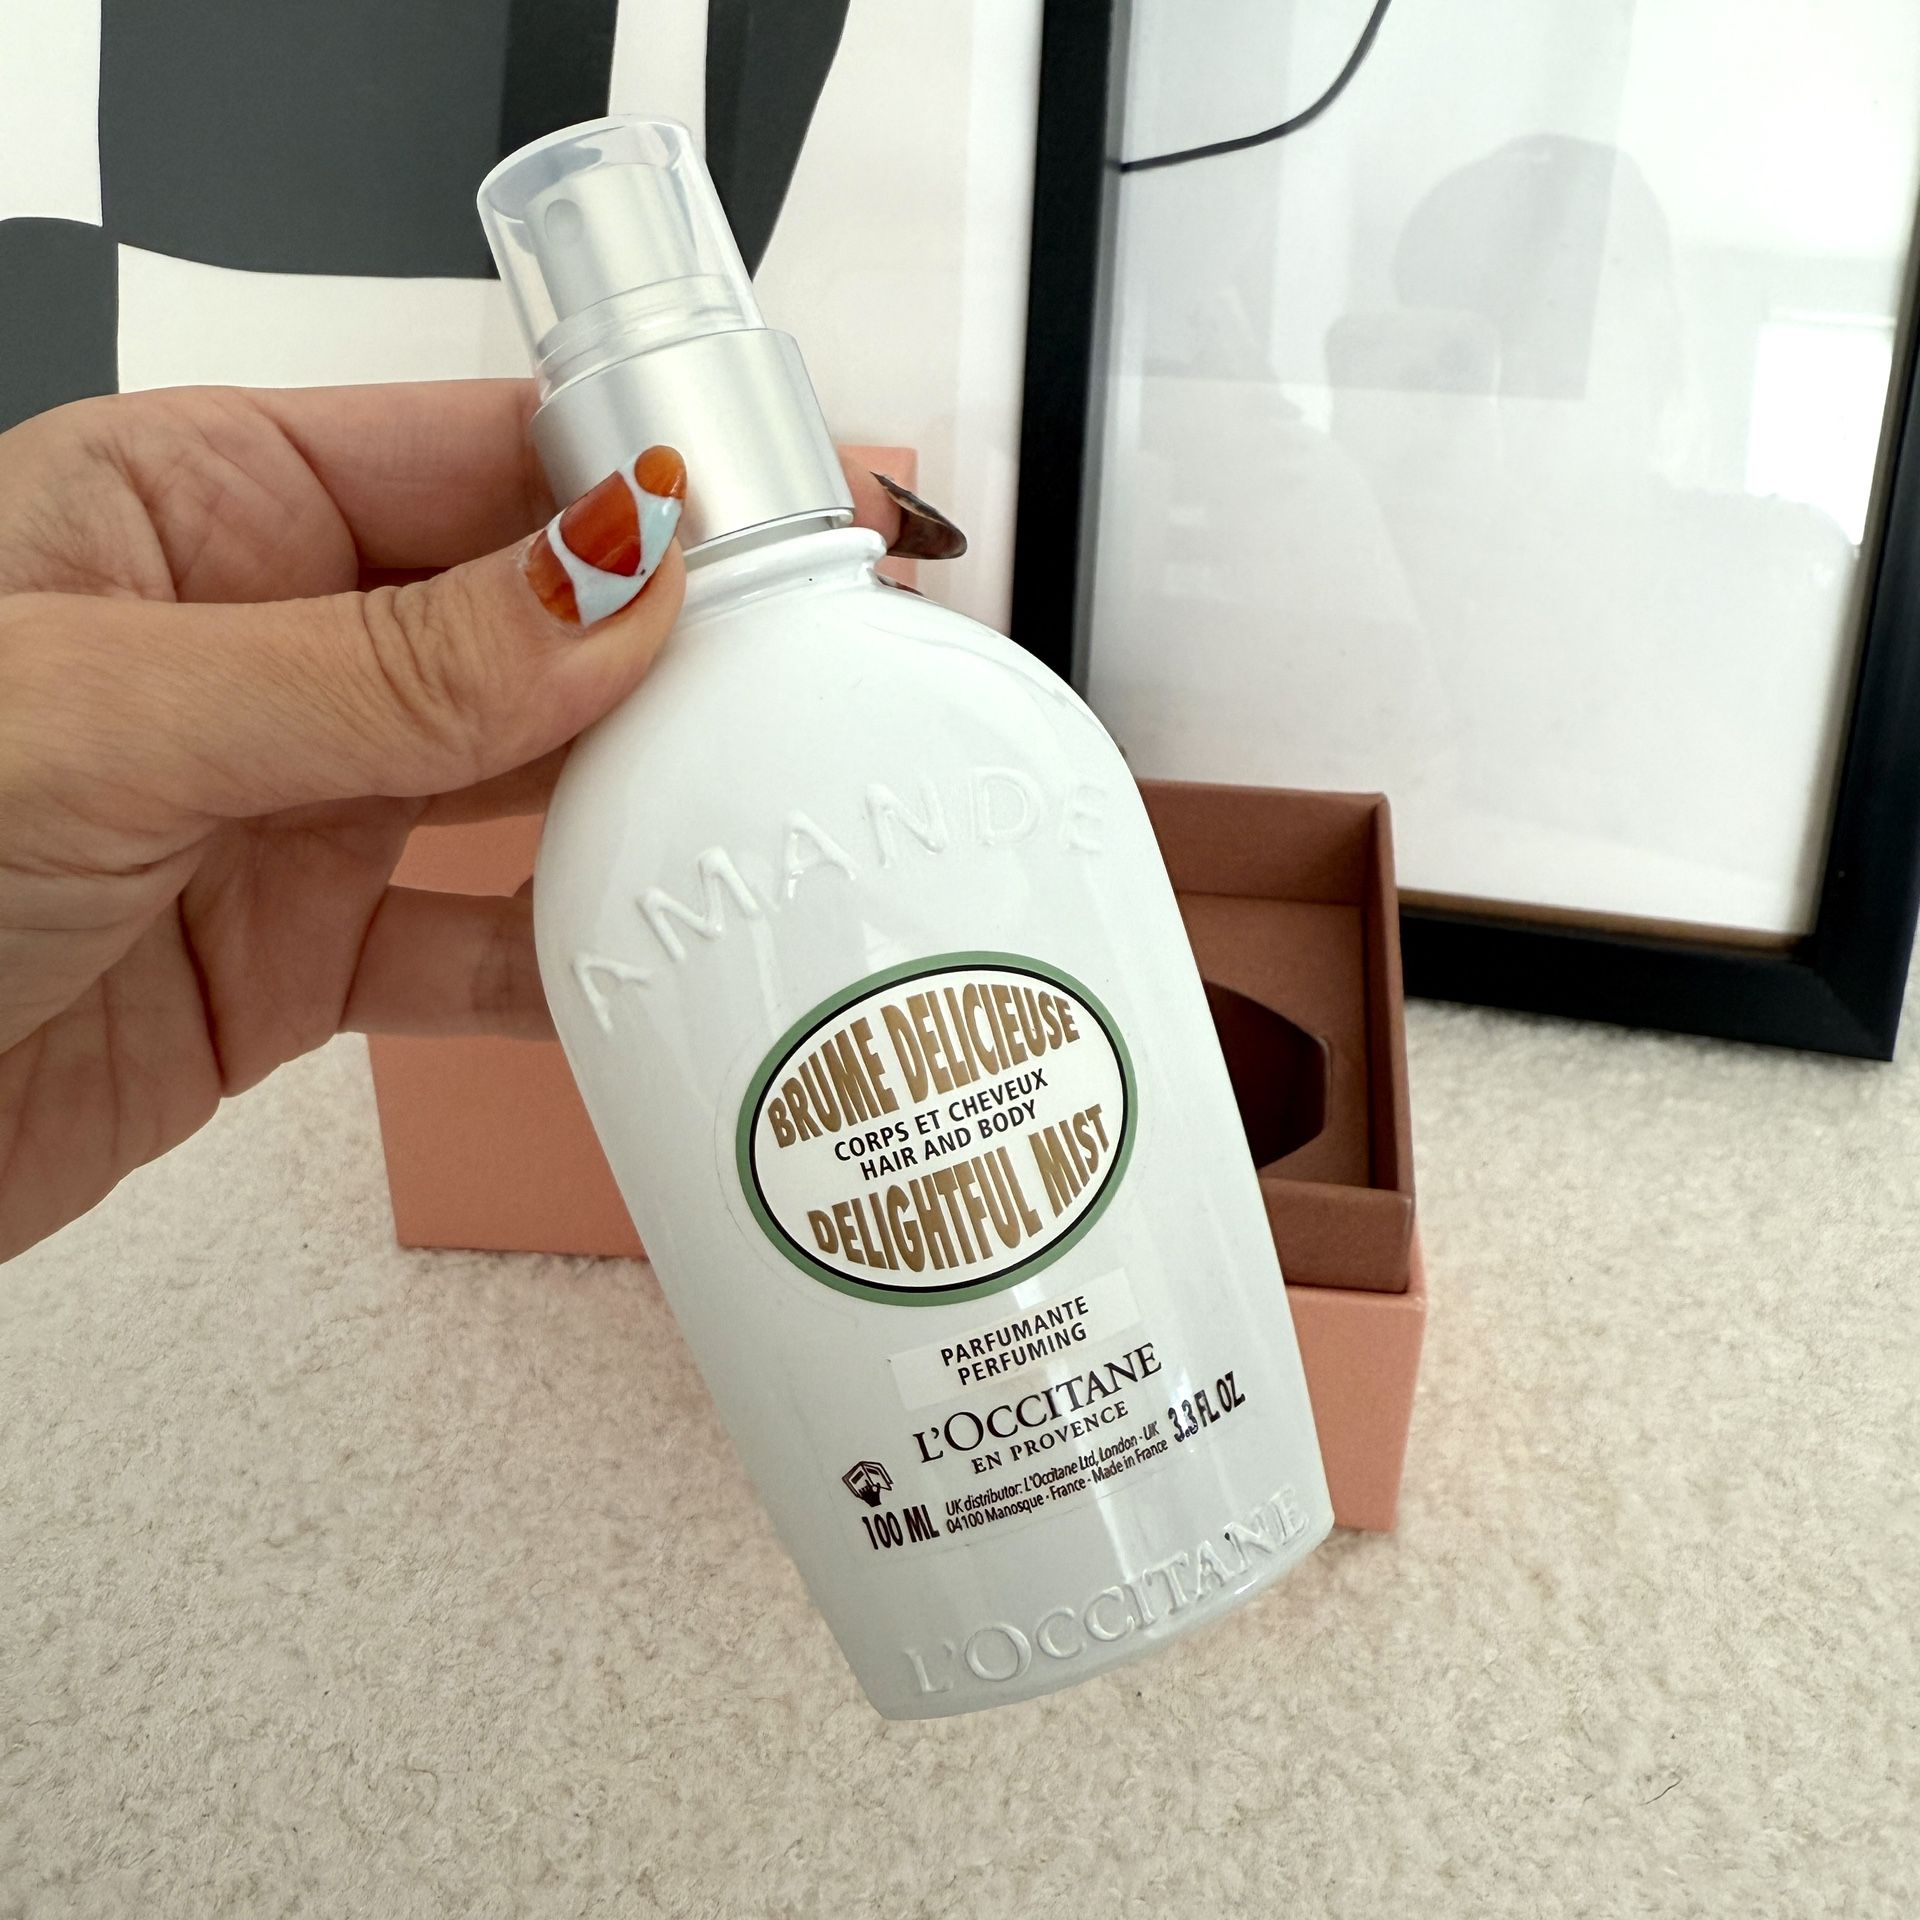 AMANDE
BRUME DELICIEUSE
CORPS ET CHEVEUX
HAIR AND BODY
DELIGHTFUL MIST
PARFUMANTE
PERFUMING
L'OCCITANE
EN PROVENCE
100 ML
UK distributor: L'Occitane Ltd, London - UK
04100 Manosque - France - Made in France
3.3 FL OZ.
L'OCCITANE